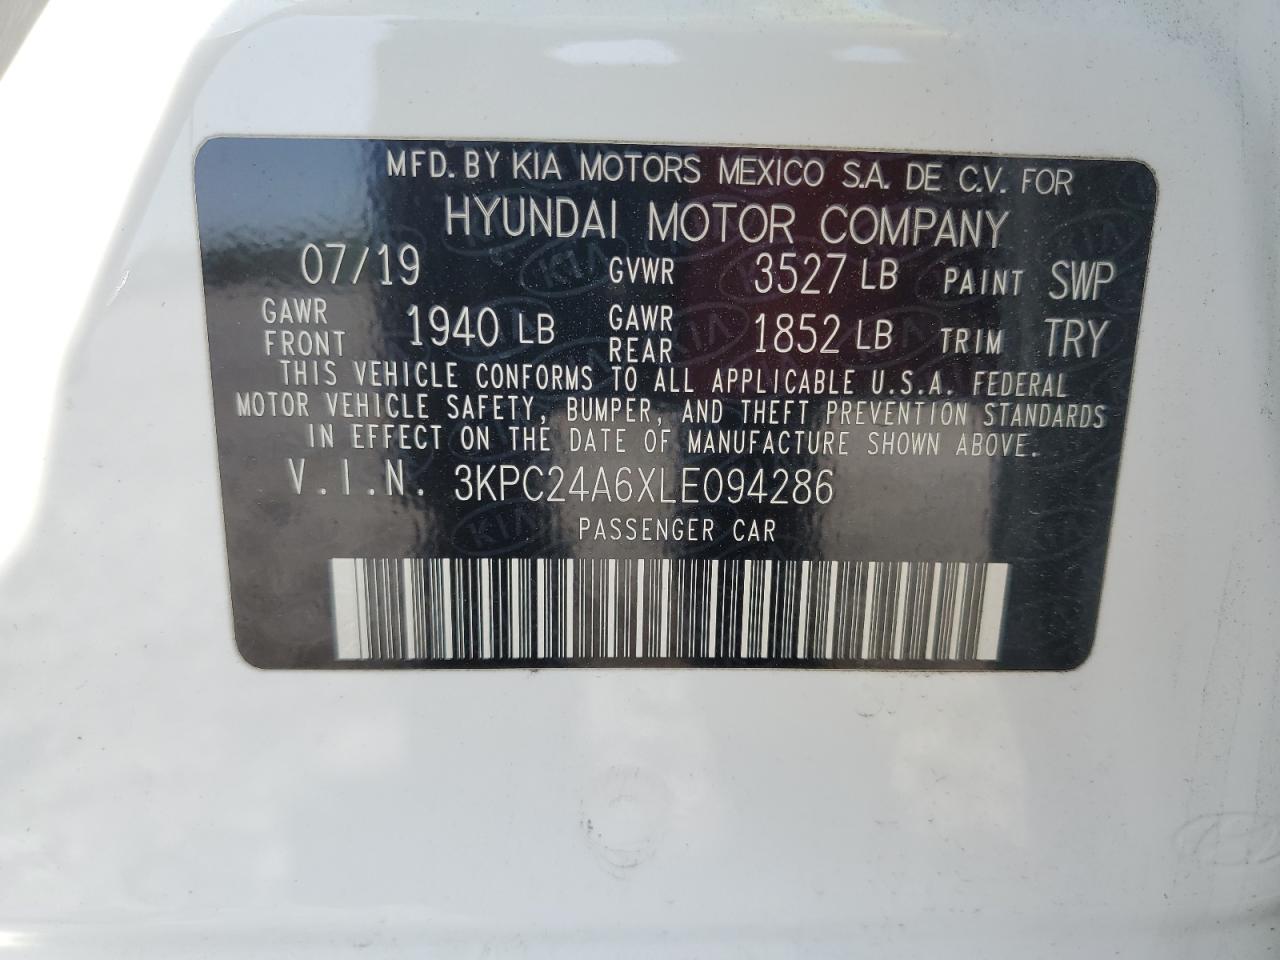 MFD. BY KIA MOTORS MEXICO S.A. DE C.V. FOR
HYUNDAI MOTOR COMPANY
07/19 GVWR 3527 LB PAINT SWP
GAWR FRONT 1940 LB GAWR REAR 1852 LB TRIM TRY
THIS VEHICLE CONFORMS TO ALL APPLICABLE U.S.A. FEDERAL
MOTOR VEHICLE SAFETY, BUMPER, AND THEFT PREVENTION STANDARDS
IN EFFECT ON THE DATE OF MANUFACTURE SHOWN ABOVE.
V.I.N. 3KPC24A6XLE094286
PASSENGER CAR